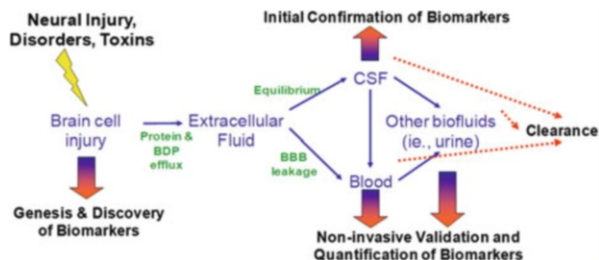 Neural Injury,
Disorders, Toxins
Initial Confirmation of Biomarkers
Brain cell
injury
Protein &
BDP
efflux
Extracellular
Fluid
Equilibrium
BBB
leakage
CSF
Blood
Other biofluids
(ie., urine)
Clearance
Genesis & Discovery
of Biomarkers
Non-invasive Validation and
Quantification of Biomarkers